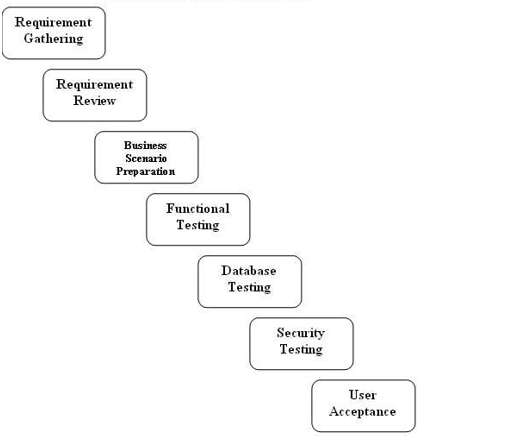 Requirement
Gathering
Requirement
Review
Business
Scenario
Preparation
Functional
Testing
Database
Testing
Security
Testing
User
Acceptance